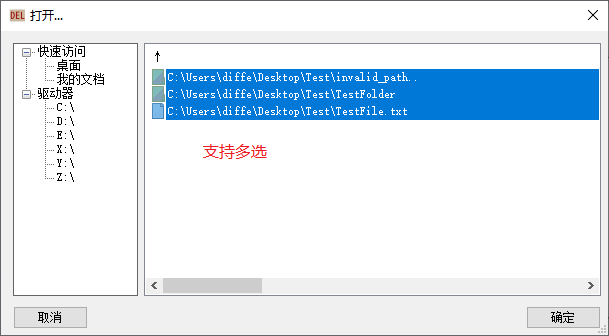 DEL 打开...
快速访问
桌面
我的文档
驱动器
C:\
D:\
E:\
X:\
Y:\
Z:\
↑
C:\Users\diffe\Desktop\Test\invalid_path..
C:\Users\diffe\Desktop\Test\TestFolder
C:\Users\diffe\Desktop\Test\TestFile.txt
支持多选
取消
确定